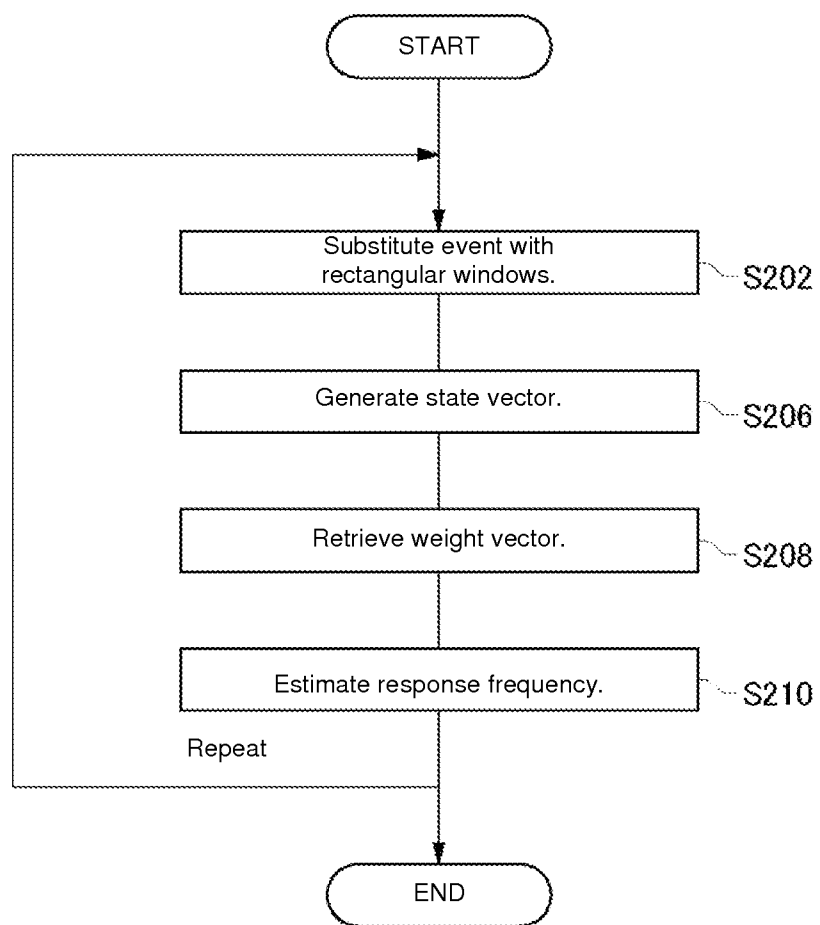 START
Substitute event with
rectangular windows.
S202
Generate state vector.
S206
Retrieve weight vector.
S208
Estimate response frequency.
S210
Repeat
END